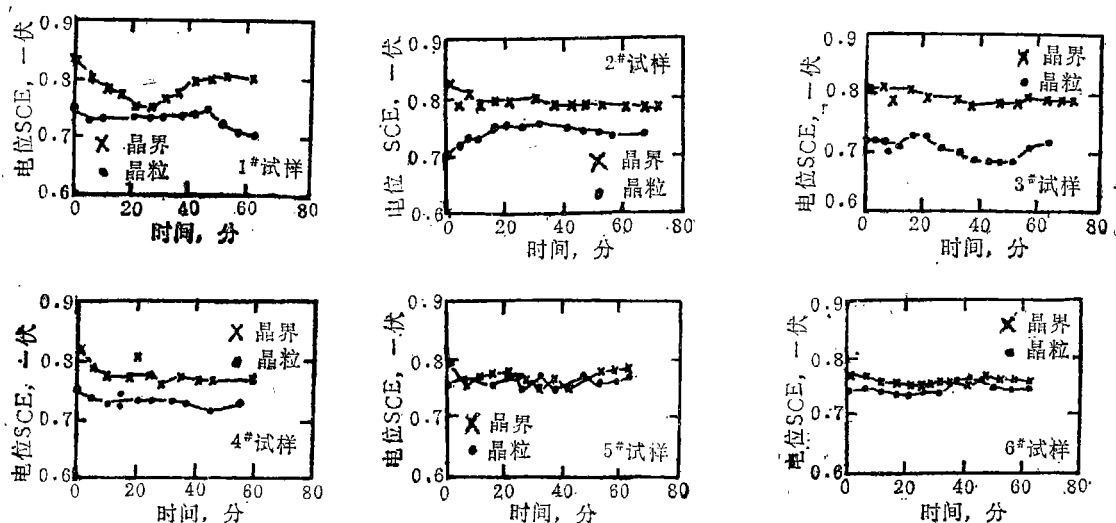 0.9
0.8
0.7
0.6
电位SCE, 一伏
× 晶界
• 晶粒
1#试样
0 20 40 60 80
时间, 分
0.9
0.8
0.7
0.6
电位 SCE, 一伏
2#试样
× 晶界
• 晶粒
0 20 40 60 80
时间, 分
0.9
0.8
0.7
0.6
电位SCE, 一伏
× 晶界
• 晶粒
3#试样
0 20 40 60 80
时间, 分
0.9
0.8
0.7
0.6
电位SCE, 一伏
× 晶界
• 晶粒
4#试样
0 20 40 60 80
时间, 分
0.9
0.8
0.7
0.6
电位SCE, 一伏
× 晶界
• 晶粒
5#试样
0 20 40 60 80
时间, 分
0.9
0.8
0.7
0.6
电位SCE, 一伏
× 晶界
• 晶粒
6#试样
0 20 40 60 80
时间, 分